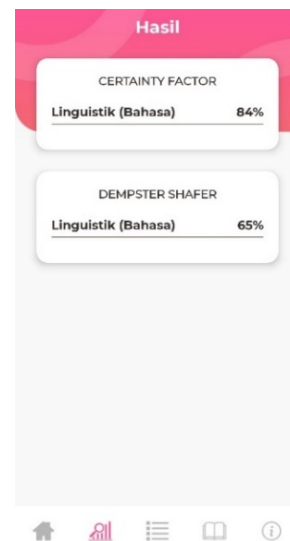 Hasil
CERTAINTY FACTOR
Linguistik (Bahasa) 84%
DEMPSTER SHAFER
Linguistik (Bahasa) 65%